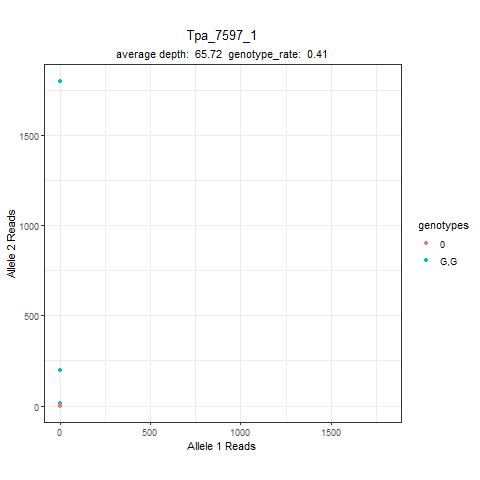 Tpa_7597_1
average depth:  65.72  genotype_rate:  0.41
1500
1000
500
0
Allele 2 Reads
0
500
1000
1500
Allele 1 Reads
genotypes
0
G,G